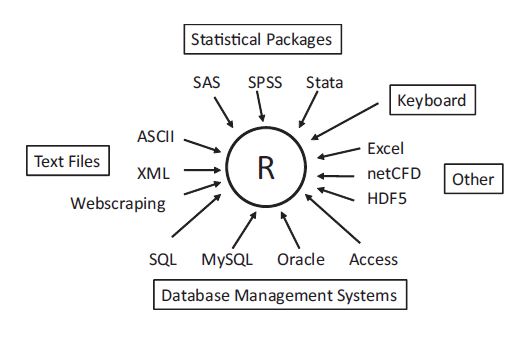 Statistical Packages
SAS SPSS Stata
Keyboard
ASCII
Excel
Text Files
XML
R
netCFD
Other
Webscraping
HDF5
SQL MySQL Oracle Access
Database Management Systems